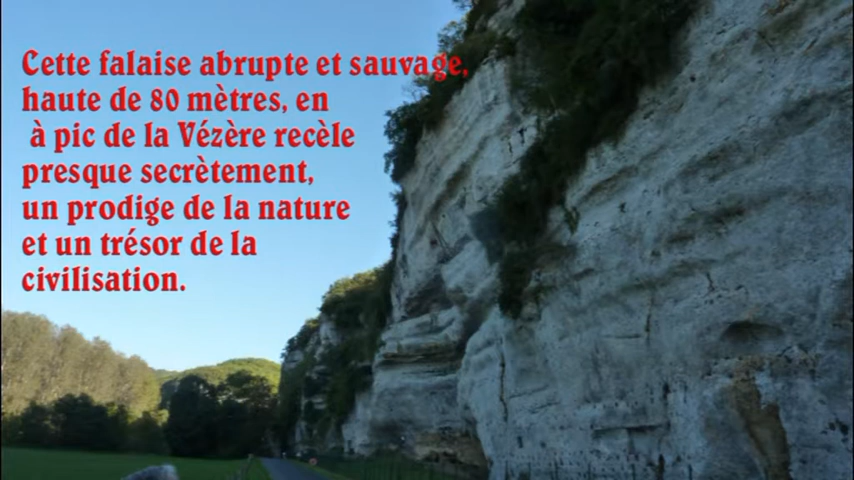 Cette falaise abrupte et sauvage,
haute de 80 mètres, en
à pic de la Vézère recèle
presque secrètement,
un prodige de la nature
et un trésor de la
civilisation.